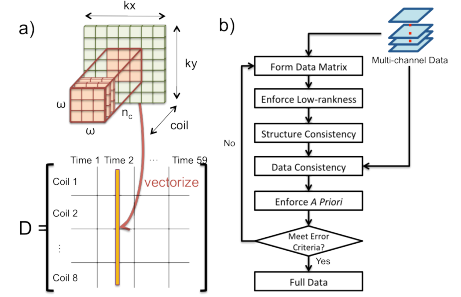 a)
kx
ky
ω
ω
n_c
coil
Time 1 Time 2 ... Time 59
vectorize
Coil 1
Coil 2
D =
:
Coil 8
b)
Multi-channel Data
Form Data Matrix
Enforce Low-rankness
No
Structure Consistency
Data Consistency
Enforce A Priori
Meet Error
Criteria?
Yes
Full Data